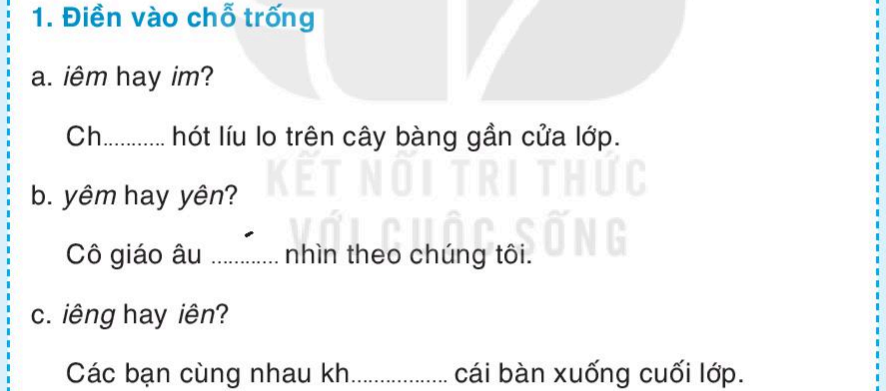 1. Điền vào chỗ trống
a. iêm hay im?
Ch........... hót líu lo trên cây bàng gần cửa lớp.
KẾT NỐI TRI THỨC
b. yêm hay yên?
VỚI CUỘC SỐNG
Cô giáo âu ............ nhìn theo chúng tôi.
c. iêng hay iên?
Các bạn cùng nhau kh................. cái bàn xuống cuối lớp.